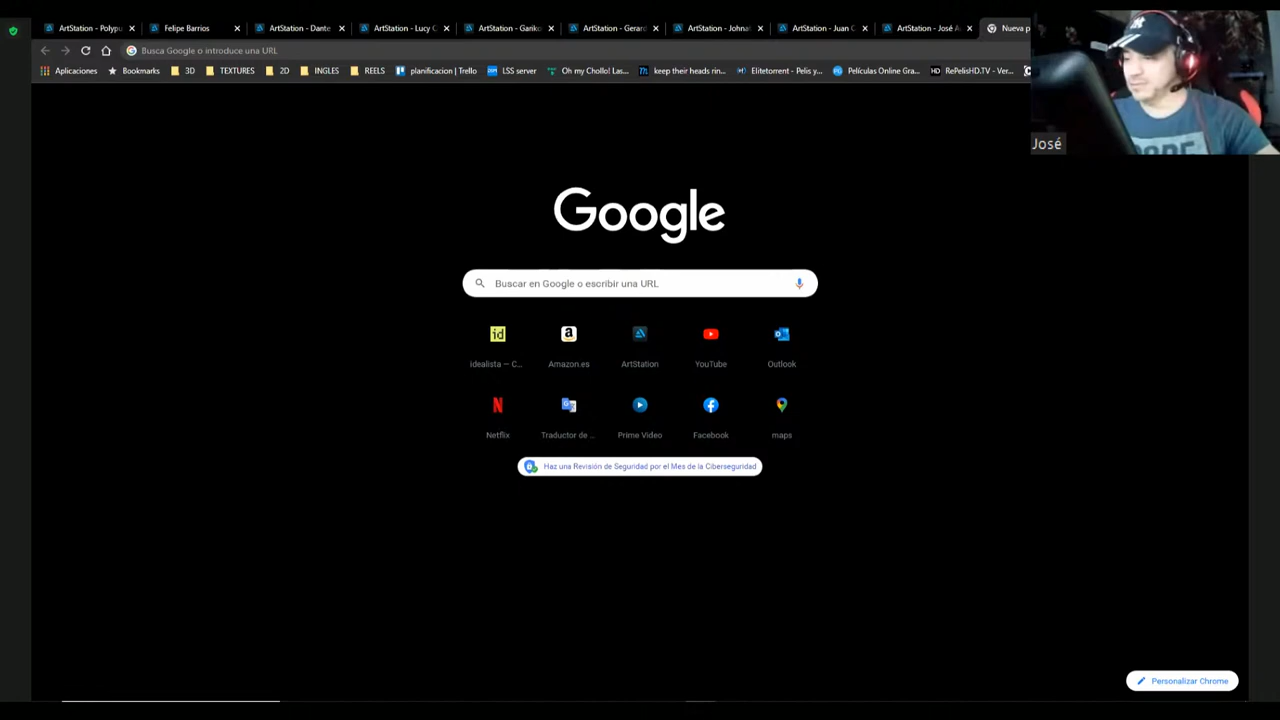 ArtStation - Polypu
Felipe Barrios
ArtStation - Dante
ArtStation - Lucy C
ArtStation - Gariko
ArtStation - Gerard
ArtStation - Johna
ArtStation - Juan C
ArtStation - José A
Nueva p
Busca Google o introduce una URL
Aplicaciones
Bookmarks
3D
TEXTURES
2D
INGLES
REELS
planificacion | Trello
LSS server
Oh my Chollo! Las...
keep their heads rin...
Elitetorrent - Pelis y...
Películas Online Gra...
HD RePelisHD.TV - Ver...
José
Google
Buscar en Google o escribir una URL
id
a
idealista — C...
Amazon.es
ArtStation
YouTube
Outlook
N
Netflix
Traductor de ...
Prime Video
Facebook
maps
Haz una Revisión de Seguridad por el Mes de la Ciberseguridad
Personalizar Chrome